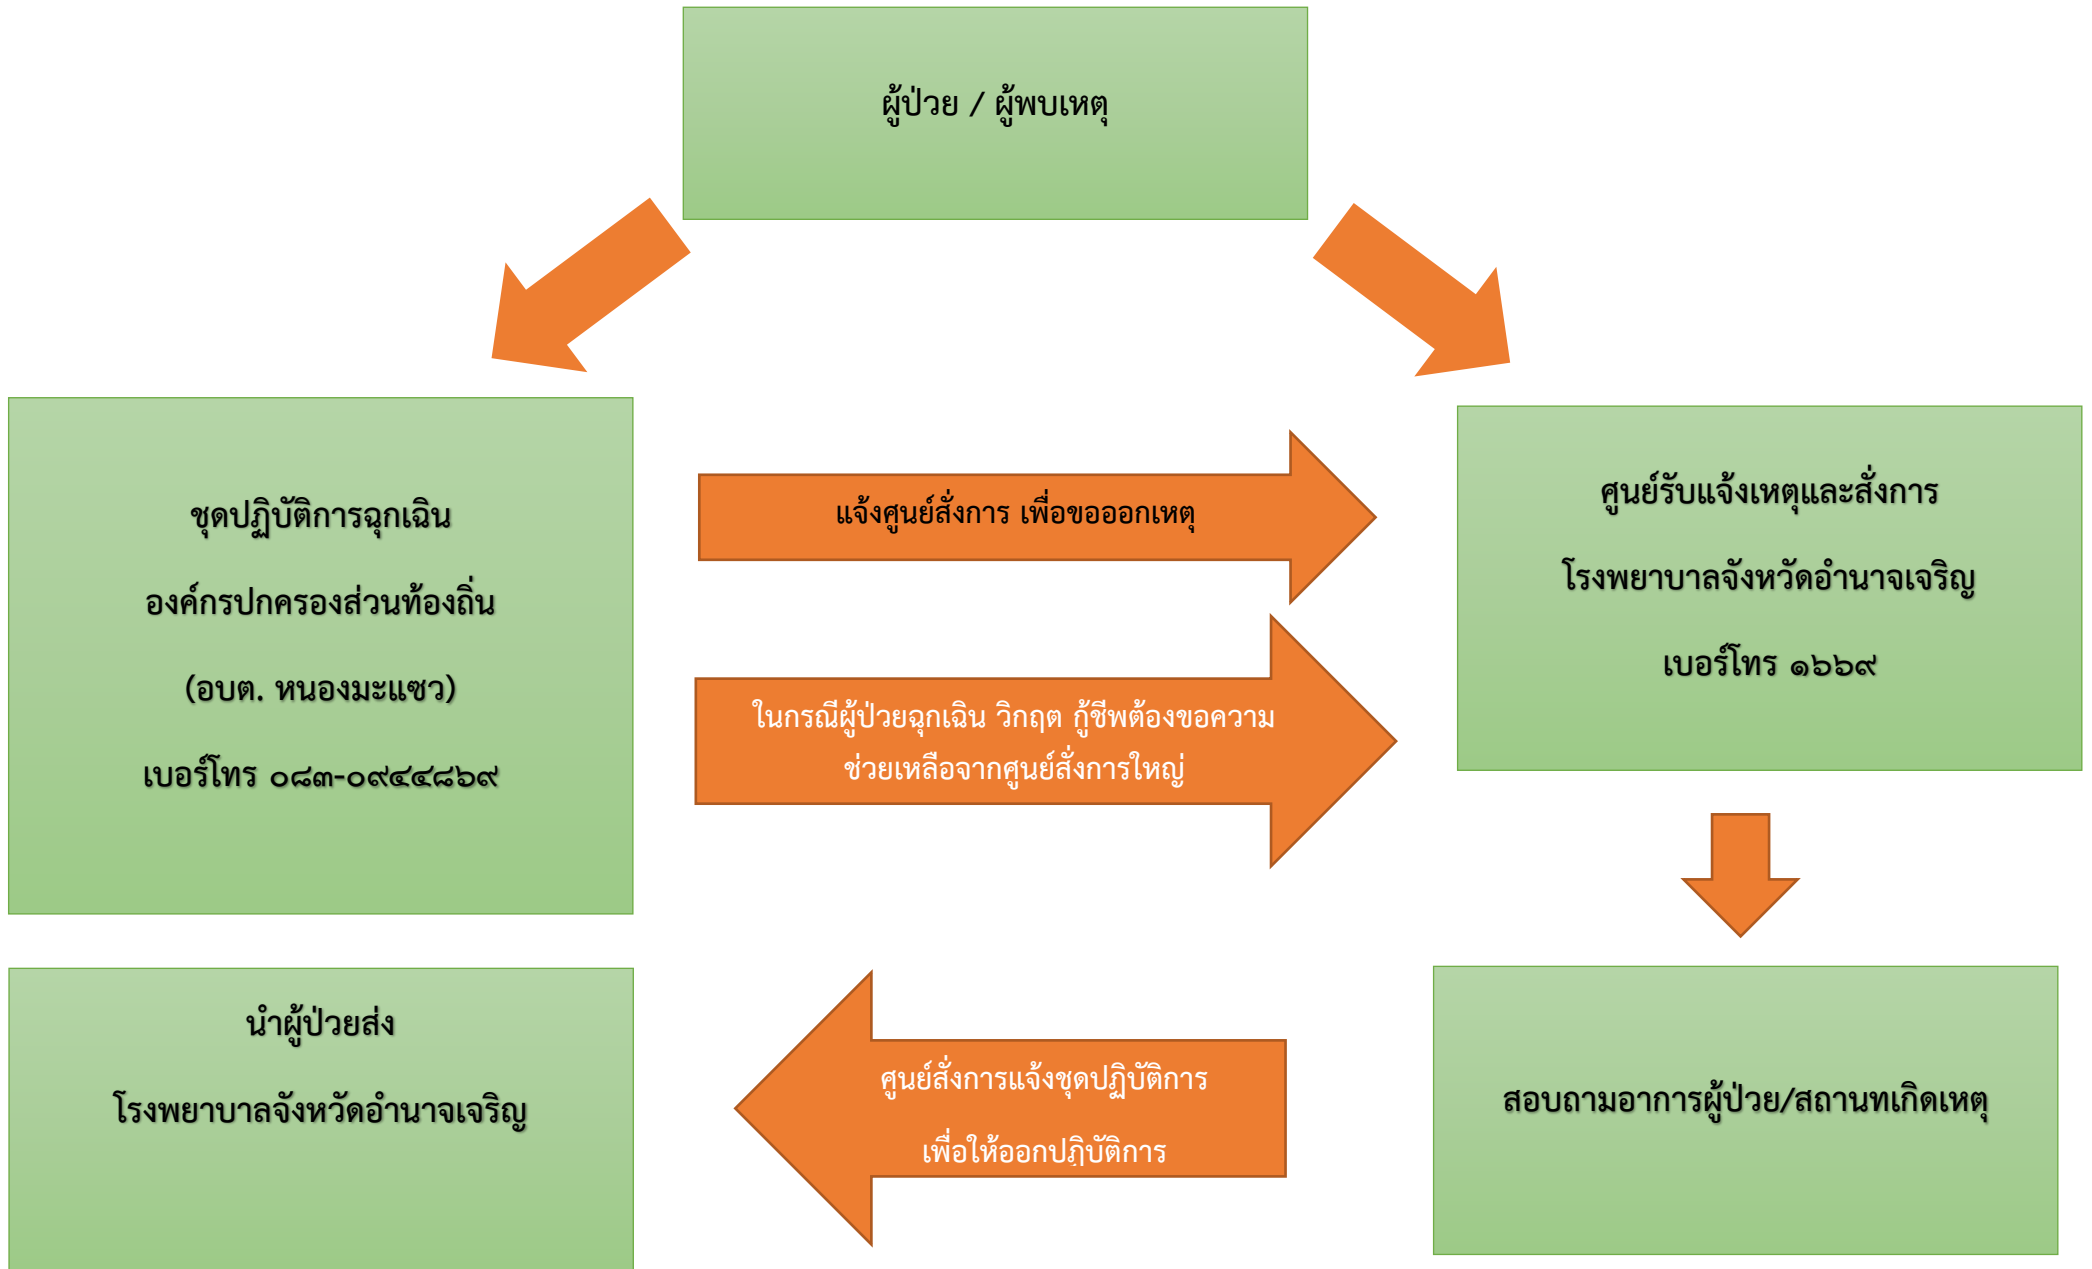 ผู้ป่วย / ผู้พบเหตุ
ชุดปฏิบัติการฉุกเฉิน
องค์กรปกครองส่วนท้องถิ่น
(อบต. หนองมะแซว)
เบอร์โทร ๐๘๓-๐๙๔๔๘๖๙
แจ้งศูนย์สั่งการ เพื่อขอออกเหตุ
ในกรณีผู้ป่วยฉุกเฉิน วิกฤต กู้ชีพต้องขอความ
ช่วยเหลือจากศูนย์สั่งการใหญ่
ศูนย์รับแจ้งเหตุและสั่งการ
โรงพยาบาลจังหวัดอำนาจเจริญ
เบอร์โทร ๑๖๖๙
นำผู้ป่วยส่ง
โรงพยาบาลจังหวัดอำนาจเจริญ
ศูนย์สั่งการแจ้งชุดปฏิบัติการ
เพื่อให้ออกปฏิบัติการ
สอบถามอาการผู้ป่วย/สถานทเกิดเหตุ